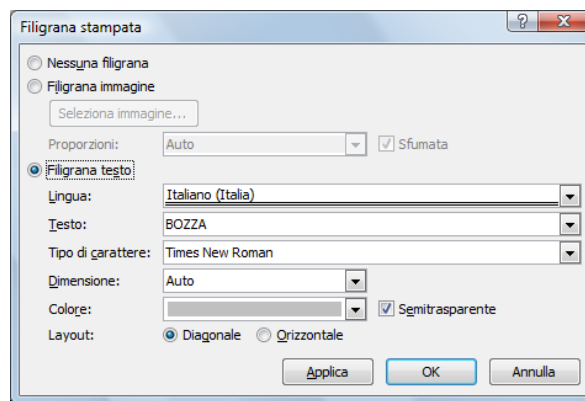 Filigrana stampata
Nessuna filigrana
Filigrana immagine
Seleziona immagine...
Proporzioni: Auto Sfumata
Filigrana testo
Lingua: Italiano (Italia)
Testo: BOZZA
Tipo di carattere: Times New Roman
Dimensione: Auto
Colore: Semitrasparente
Layout: Diagonale Orizzontale
Applica OK Annulla